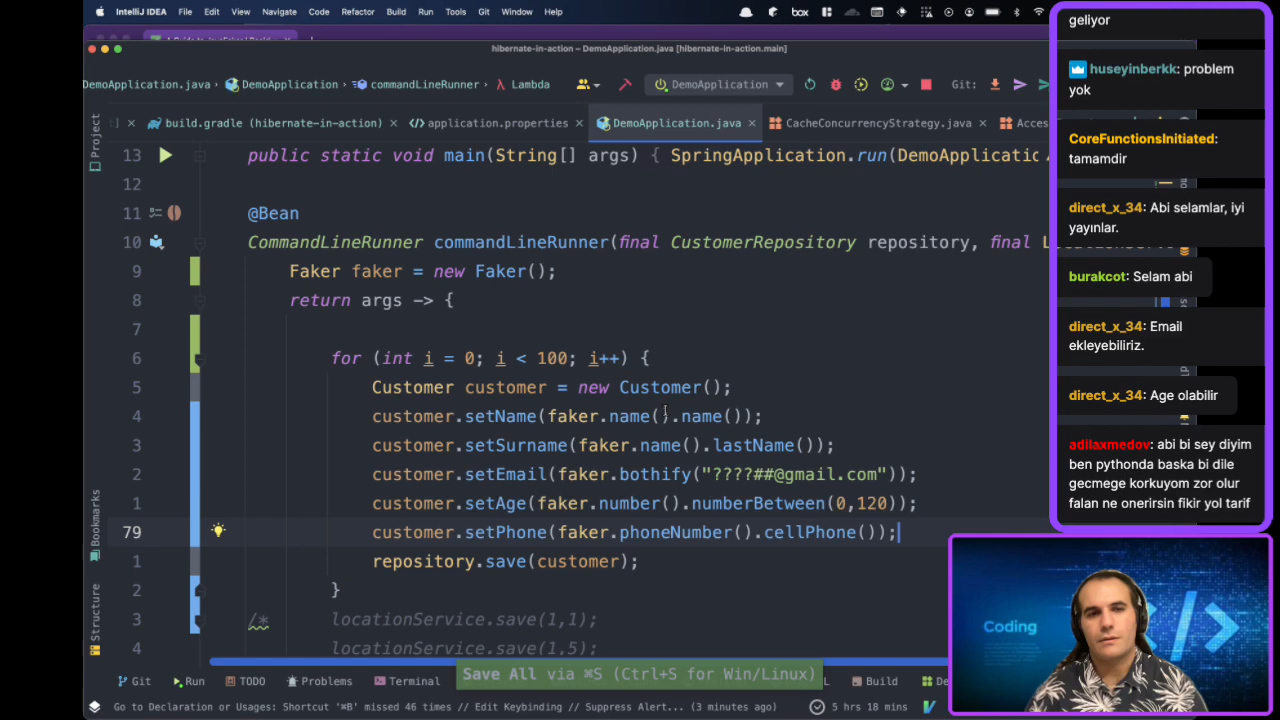 IntelliJ IDEA File Edit View Navigate Code Refactor Build Run Tools Git Window Help
box
hibernate-in-action – DemoApplication.java [hibernate-in-action.main]
DemoApplication.java DemoApplication commandLineRunner Lambda DemoApplication Git:
build.gradle (hibernate-in-action) application.properties DemoApplication.java CacheConcurrencyStrategy.java Acces
Project
13 public static void main(String[] args) { SpringApplication.run(DemoApplicatic
12
11 @Bean
10 CommandLineRunner commandLineRunner(final CustomerRepository repository, final
9 Faker faker = new Faker();
8 return args -> {
7
6 for (int i = 0; i < 100; i++) {
5 Customer customer = new Customer();
4 customer.setName(faker.name().name());
3 customer.setSurname(faker.name().lastName());
2 customer.setEmail(faker.bothify("????##@gmail.com"));
1 customer.setAge(faker.number().numberBetween(0,120));
79 customer.setPhone(faker.phoneNumber().cellPhone());
1 repository.save(customer);
2 }
3 /* locationService.save(1,1);
4 locationService.save(1,5);
Bookmarks
Structure
Save All via ⌘S (Ctrl+S for Win/Linux)
Git Run TODO Problems Terminal Build De
Go to Declaration or Usages: Shortcut '⌘B' missed 46 times // Edit Keybinding // Suppress Alert... (3 minutes ago) 5 hrs 18 mins
geliyor
huseyinberkk: problem
yok
CoreFunctionsInitiated:
tamamdir
direct_x_34: Abi selamlar, iyi
yayınlar.
burakcot: Selam abi
direct_x_34: Email
ekleyebiliriz.
direct_x_34: Age olabilir
adilaxmedov: abi bi sey diyim
ben pythonda baska bi dile
gecmege korkuyom zor olur
falan ne onerirsin fikir yol tarif
Coding